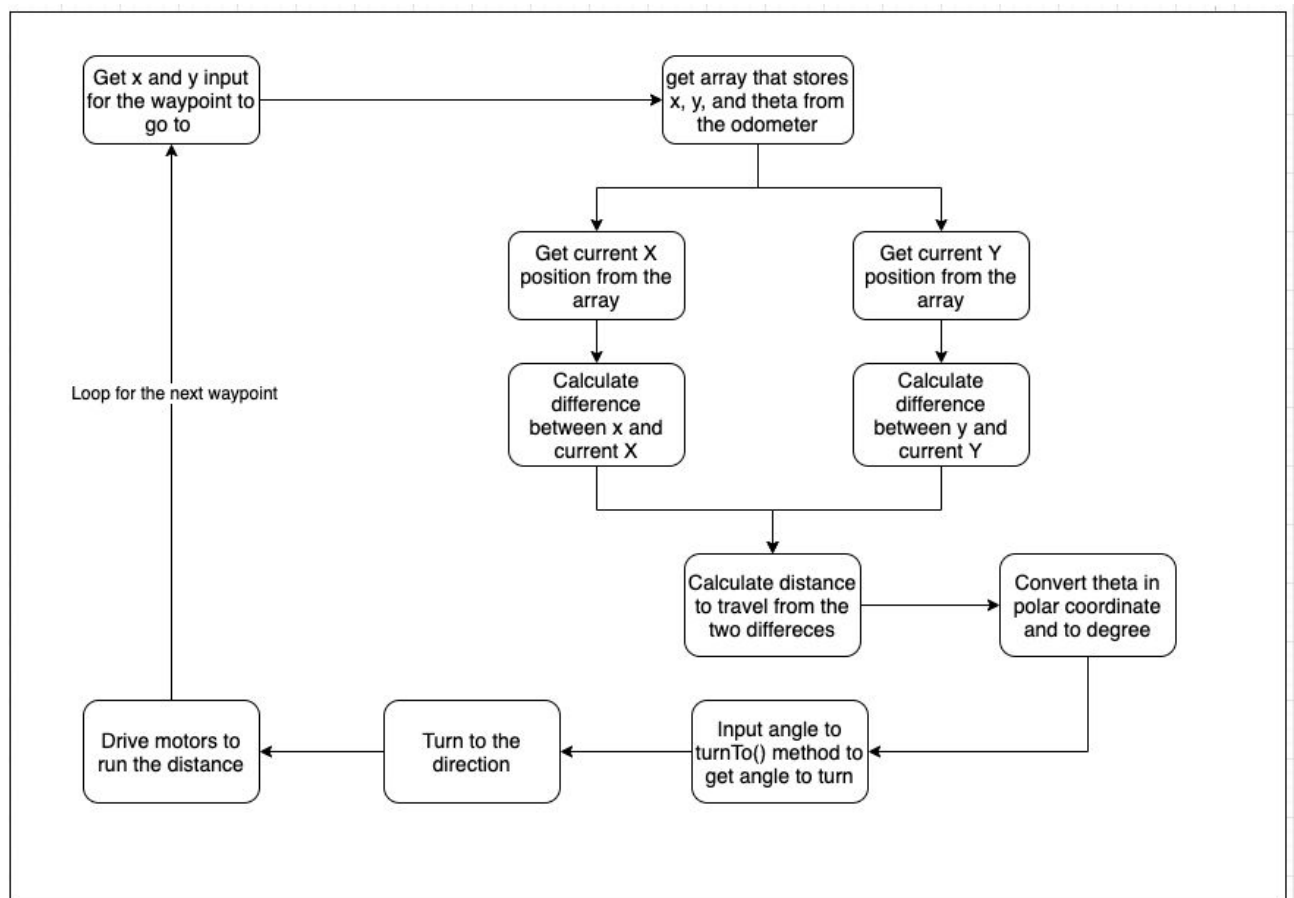 Get x and y input
for the waypoint to
go to
get array that stores
x, y, and theta from
the odometer
Get current X
position from the
array
Get current Y
position from the
array
Calculate
difference
between x and
current X
Calculate
difference
between y and
current Y
Loop for the next waypoint
Calculate distance
to travel from the
two differeces
Convert theta in
polar coordinate
and to degree
Input angle to
turnTo() method to
get angle to turn
Turn to the
direction
Drive motors to
run the distance